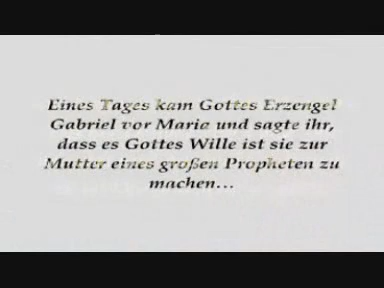 Eines Tages kam Gottes Erzengel
Gabriel vor Maria und sagte ihr,
dass es Gottes Wille ist sie zur
Mutter eines großen Propheten zu
machen...